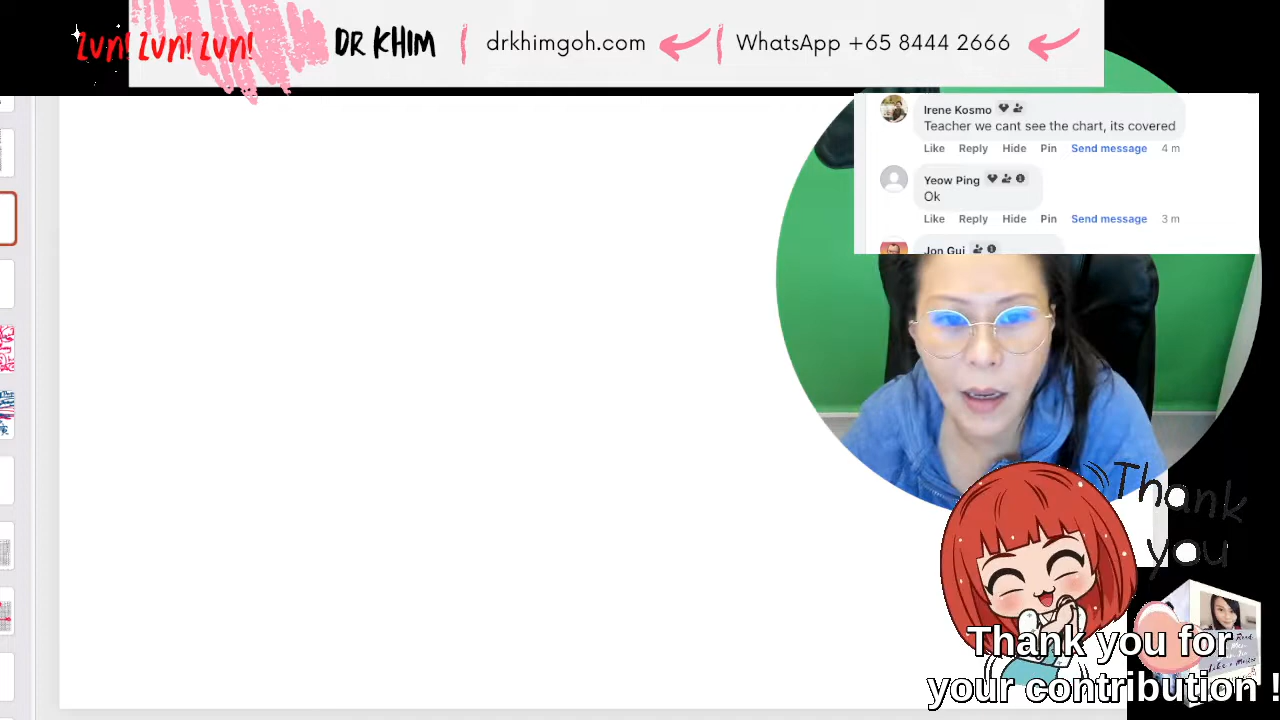 Zun! Zun! Zun!
DR KHIM
drkhimgoh.com
WhatsApp +65 8444 2666
Irene Kosmo
Teacher we cant see the chart, its covered
Like Reply Hide Pin Send message 4 m
Yeow Ping
Ok
Like Reply Hide Pin Send message 3 m
Jon Gui
Thank
you
Thank you for
your contribution !